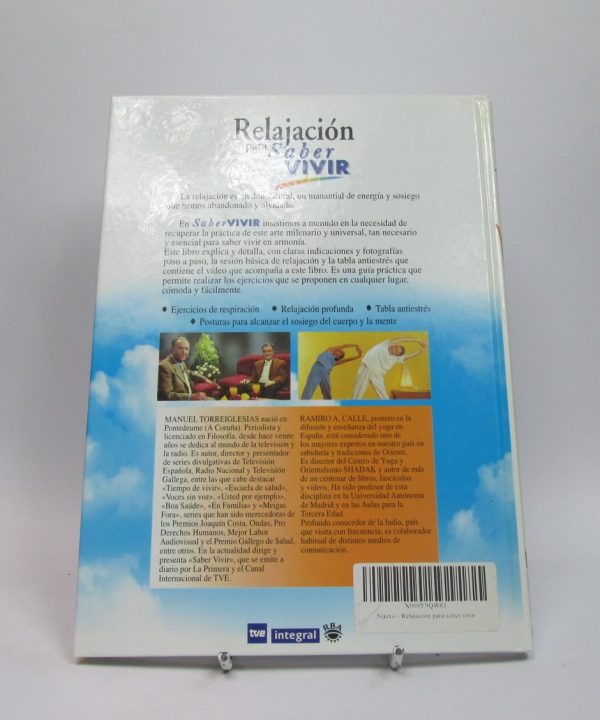 Relajación
para Saber
VIVIR
La relajación es un don natural, un manantial de energía y sosiego
que hemos abandonado y olvidado.
En SaberVIVIR insistimos a menudo en la necesidad de
recuperar la práctica de este arte milenario y universal, tan necesario
y esencial para saber vivir en armonía.
Este libro explica y detalla, con claras indicaciones y fotografías
paso a paso, la sesión básica de relajación y la tabla antiestrés que
contiene el vídeo que acompaña a este libro. Es una guía práctica que
permite realizar los ejercicios que se proponen en cualquier lugar,
cómoda y fácilmente.
• Ejercicios de respiración • Relajación profunda • Tabla antiestrés
• Posturas para alcanzar el sosiego del cuerpo y la mente
MANUEL TORREIGLESIAS nació en
Pontedeume (A Coruña). Periodista y
licenciado en Filosofía, desde hace veinte
años se dedica al mundo de la televisión y
la radio. Es autor, director y presentador
de series divulgativas de Televisión
Española, Radio Nacional y Televisión
Gallega, entre las que cabe destacar
«Tiempo de vivir», «Escuela de salud»,
«Voces sin voz», «Usted por ejemplo»,
«Boa Saúde», «En Familia» y «Meigas
Fora», series que han sido merecedoras de
los Premios Joaquín Costa, Ondas, Pro
Derechos Humanos, Mejor Labor
Audiovisual y el Premio Gallego de Salud,
entre otros. En la actualidad dirige y
presenta «Saber Vivir», que se emite a
diario por La Primera y el Canal
Internacional de TVE.
RAMIRO A. CALLE, pionero en la
difusión y enseñanza del yoga en
España, está considerado uno de
los mayores expertos en nuestro país en
sabiduría y tradiciones de Oriente.
Es director del Centro de Yoga y
Orientalismo SHADAK y autor de más
de un centenar de libros, fascículos
y vídeos. Ha sido profesor de esta
disciplina en la Universidad Autónoma
de Madrid y en las Aulas para la
Tercera Edad.
Profundo conocedor de la India, país
que visita con frecuencia, es colaborador
habitual de distintos medios de
comunicación.
Nuevo - Relajación para saber vivir
tve integral RBA